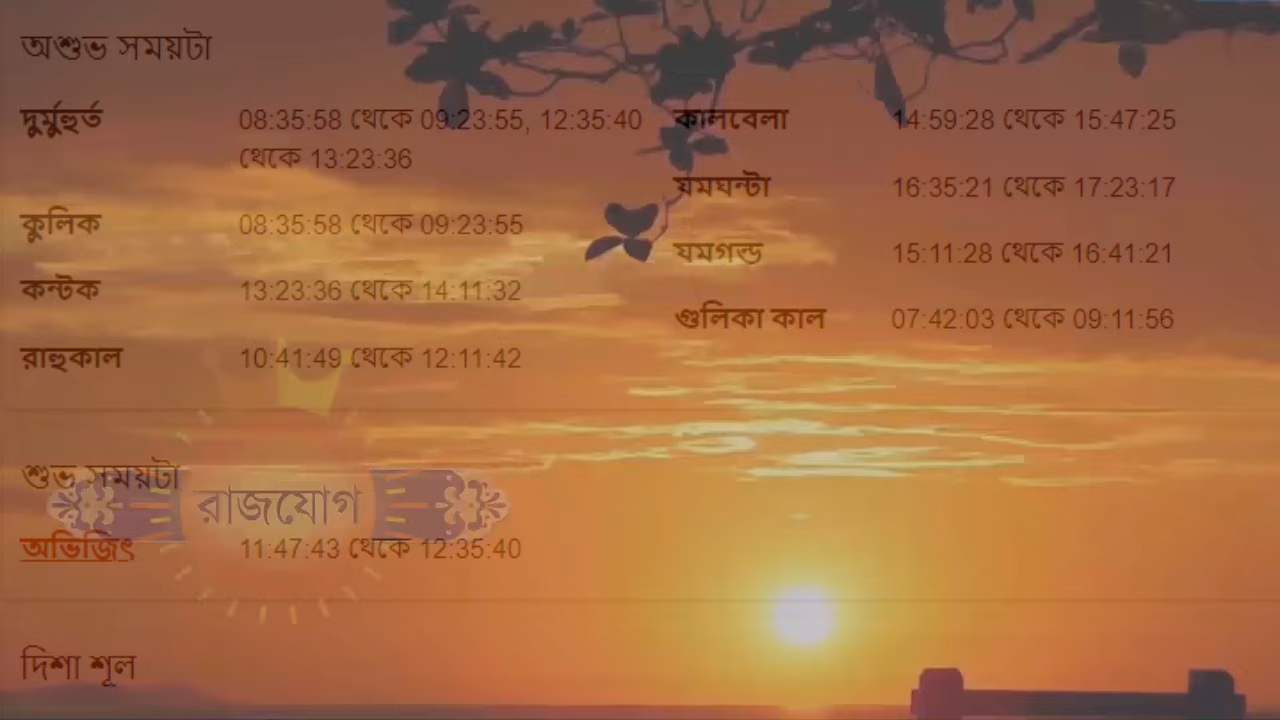 অশুভ সময়টা
দুর্মুহুর্ত 08:35:58 থেকে 09:23:55, 12:35:40 থেকে 13:23:36
কুলিক 08:35:58 থেকে 09:23:55
কন্টক 13:23:36 থেকে 14:11:32
রাহুকাল 10:41:49 থেকে 12:11:42
কালবেলা 14:59:28 থেকে 15:47:25
যমঘন্টা 16:35:21 থেকে 17:23:17
যমগন্ড 15:11:28 থেকে 16:41:21
গুলিকা কাল 07:42:03 থেকে 09:11:56
শুভ সময়টা
রাজযোগ
অভিজিৎ 11:47:43 থেকে 12:35:40
দিশা শূল